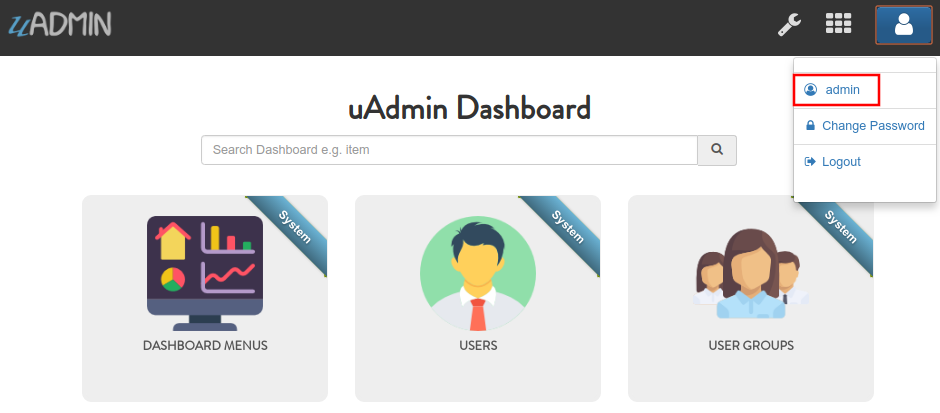 uADMIN
admin
Change Password
Logout
uAdmin Dashboard
Search Dashboard e.g. item
System
System
System
DASHBOARD MENUS
USERS
USER GROUPS